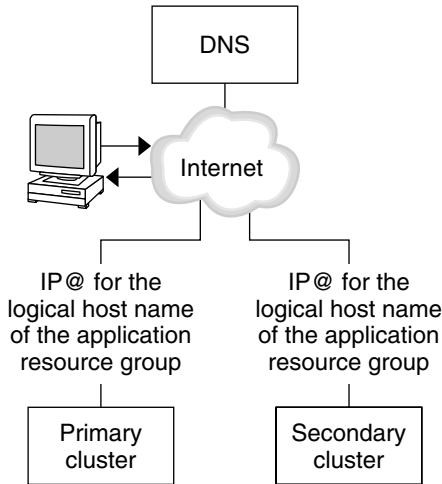 DNS
Internet
IP@ for the
logical host name
of the application
resource group
IP@ for the
logical host name
of the application
resource group
Primary
cluster
Secondary
cluster